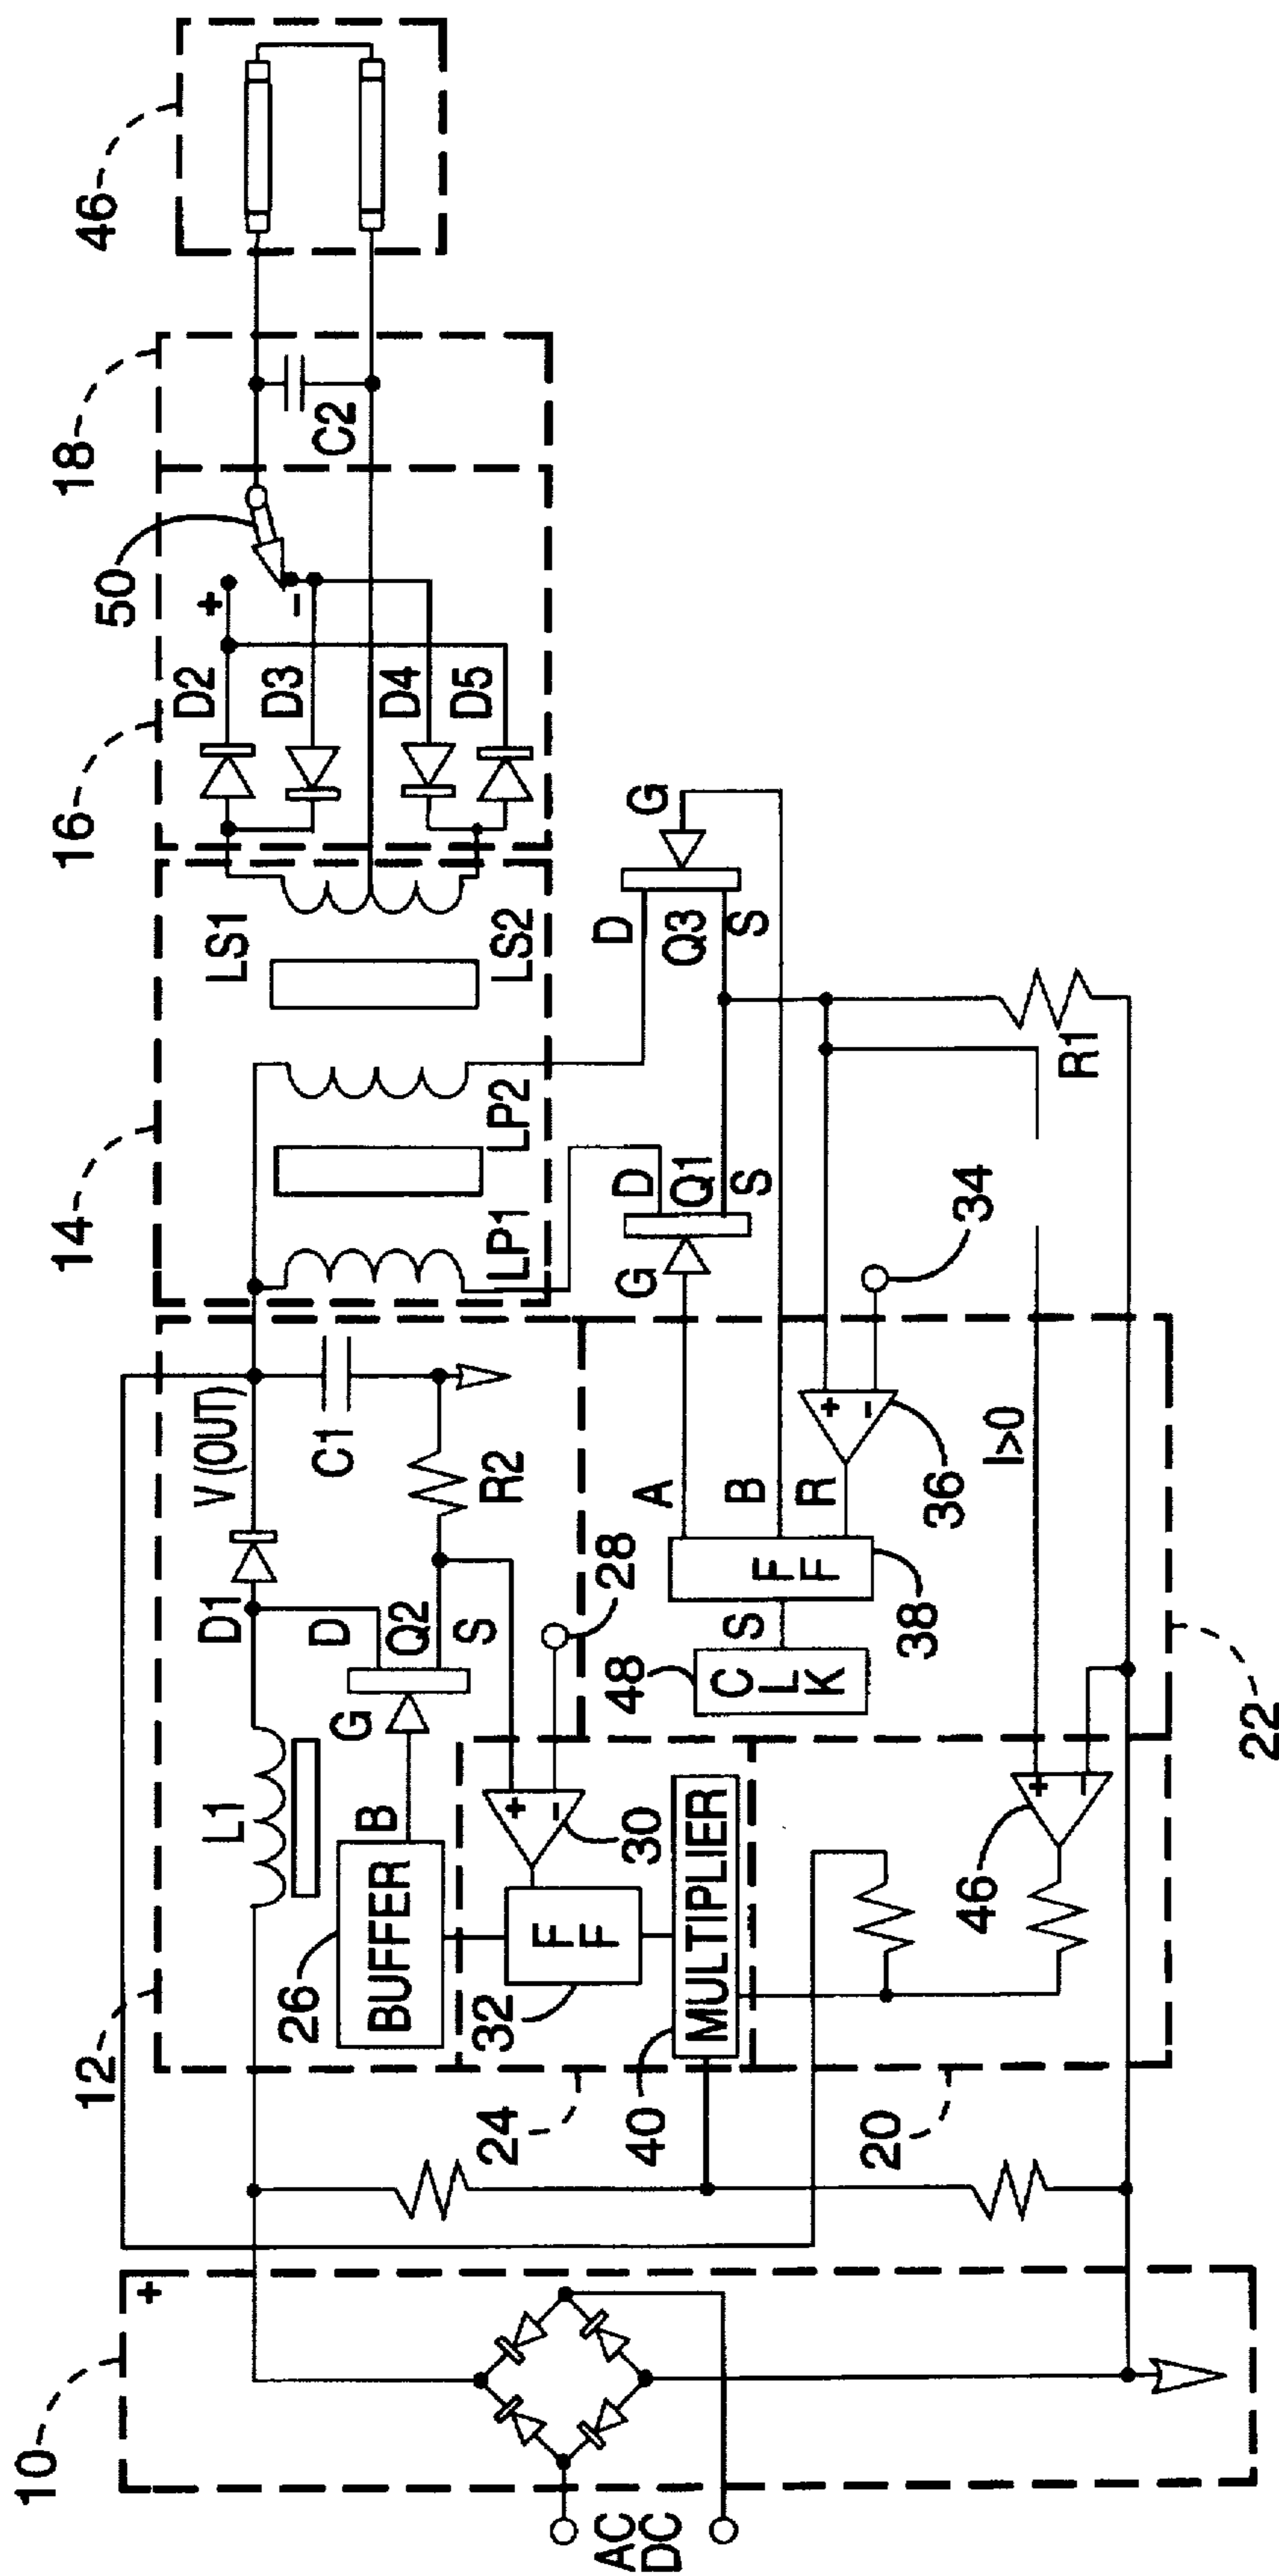 10
AC
DC
+
12
L1
D1
V (OUT)
C1
R2
26
BUFFER
B
G
D
Q2
S
28
+
-
30
FF
32
MULTIPLIER
40
24
20
46
+
-
22
48
CLK
S
FF
38
A
B
R
36
+
-
34
I>0
R1
14
LP1
LP2
LS1
LS2
G
D
Q1
S
D
Q3
S
G
16
D2
D3
D4
D5
+
-
50
18
C2
46